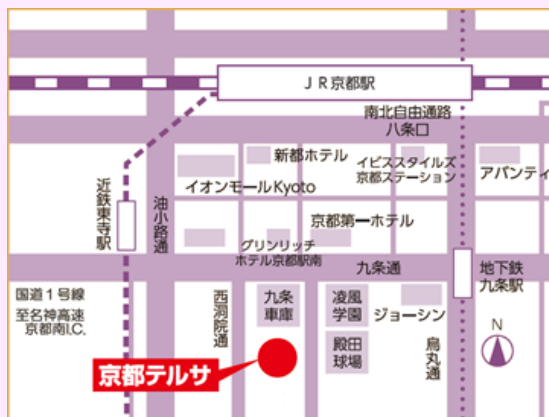 JR京都駅
南北自由通路
八条口
新都ホテル
イビススタイルズ
京都ステーション
アバンティ
イオンモールKyoto
近鉄東寺駅
油小路通
京都第一ホテル
グリンリッチ
ホテル京都駅南
九条通
地下鉄
九条駅
国道1号線
至名神高速
京都南I.C.
西洞院通
九条
車庫
凌風
学園
ジョーシン
烏丸通
N
殿田
球場
京都テルサ